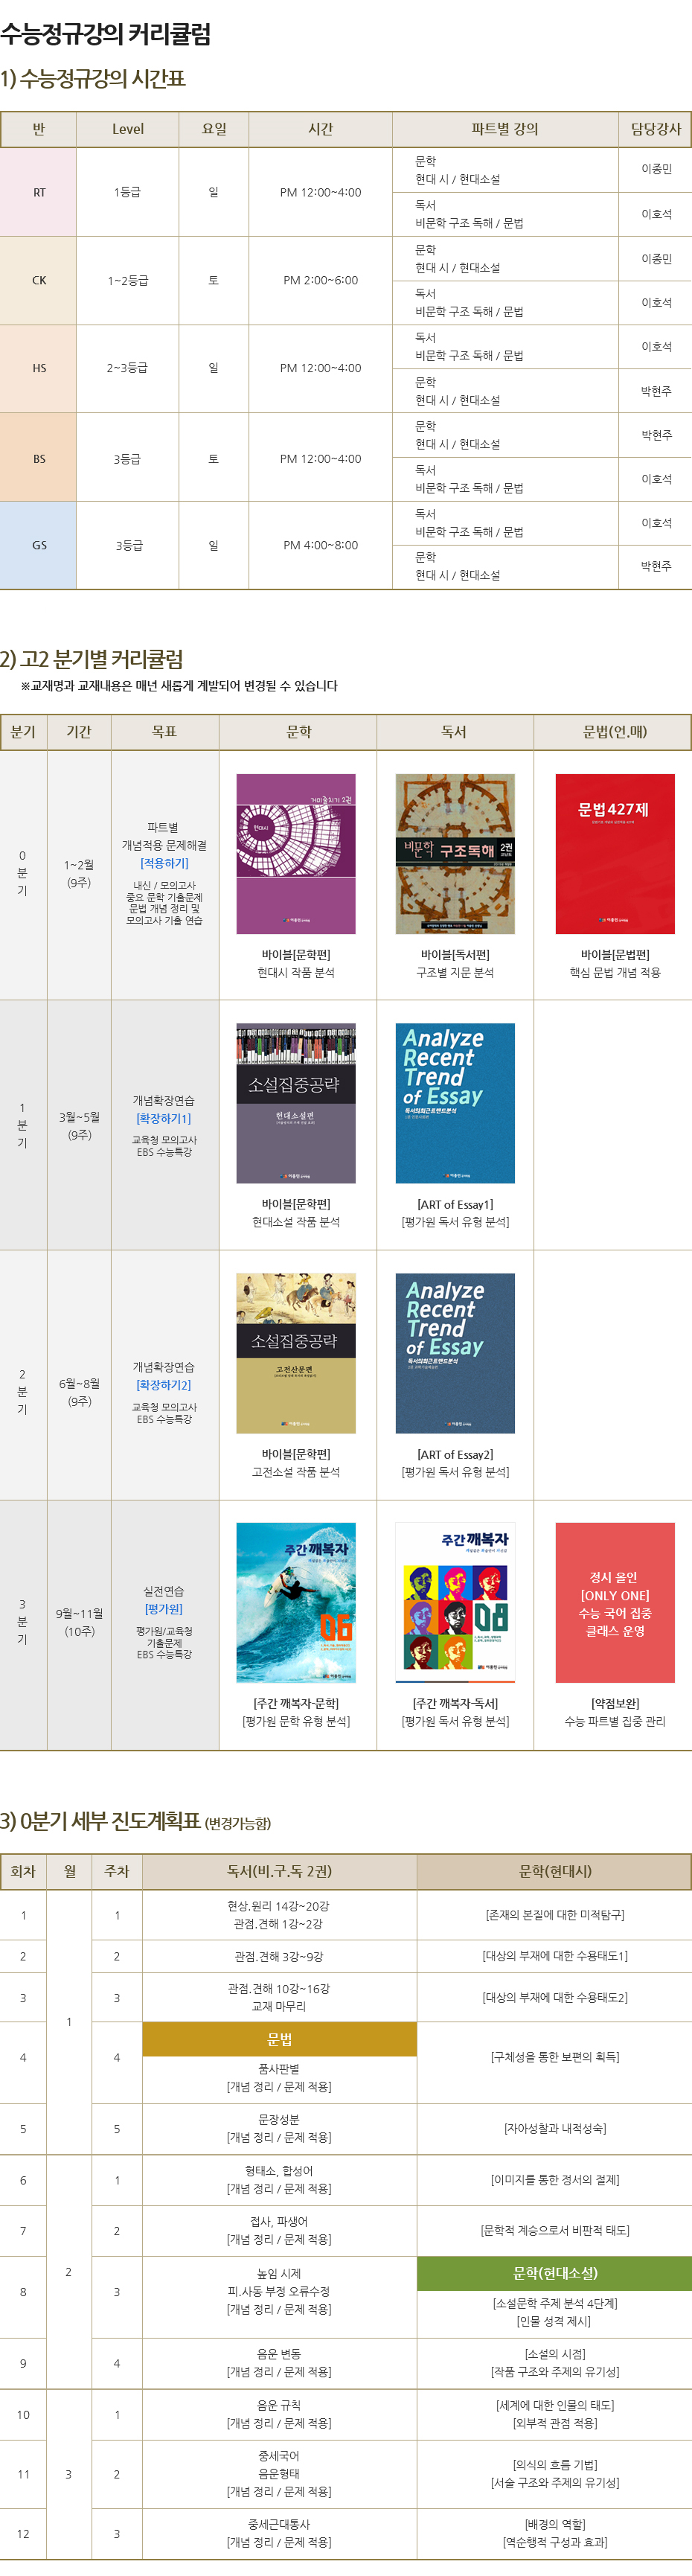 수능정규강의 커리큘럼
1) 수능정규강의 시간표
반 Level 요일 시간 파트별 강의 담당강사
RT 1등급 일 PM 12:00~4:00
문학
현대 시 / 현대소설
이종민
독서
비문학 구조 독해 / 문법
이호석
CK 1~2등급 토 PM 2:00~6:00
문학
현대 시 / 현대소설
이종민
독서
비문학 구조 독해 / 문법
이호석
HS 2~3등급 일 PM 12:00~4:00
독서
비문학 구조 독해 / 문법
이호석
문학
현대 시 / 현대소설
박현주
BS 3등급 토 PM 12:00~4:00
문학
현대 시 / 현대소설
박현주
독서
비문학 구조 독해 / 문법
이호석
GS 3등급 일 PM 4:00~8:00
독서
비문학 구조 독해 / 문법
이호석
문학
현대 시 / 현대소설
박현주
2) 고2 분기별 커리큘럼
※교재명과 교재내용은 매년 새롭게 계발되어 변경될 수 있습니다
분기 기간 목표 문학 독서 문법(언.매)
0
분
기
1~2월
(9주)
파트별
개념적용 문제해결
[적용하기]
내신 / 모의고사
중요 문학 기출문제
문법 개념 정리 및
모의고사 기출 연습
거미줄치기 2권
현대시
바이블[문학편]
현대시 작품 분석
비문학 구조독해 2권
바이블[독서편]
구조별 지문 분석
문법 427제
바이블[문법편]
핵심 문법 개념 적용
1
분
기
3월~5월
(9주)
개념확장연습
[확장하기1]
교육청 모의고사
EBS 수능특강
소설집중공략
현대소설편
바이블[문학편]
현대소설 작품 분석
Analyze
Recent
Trend
of Essay
독서의최근트렌드분석
[ART of Essay1]
[평가원 독서 유형 분석]
2
분
기
6월~8월
(9주)
개념확장연습
[확장하기2]
교육청 모의고사
EBS 수능특강
소설집중공략
고전산문편
바이블[문학편]
고전소설 작품 분석
Analyze
Recent
Trend
of Essay
독서의최근트렌드분석
[ART of Essay2]
[평가원 독서 유형 분석]
3
분
기
9월~11월
(10주)
실전연습
[평가원]
평가원/교육청
기출문제
EBS 수능특강
주간 깨복자
06
[주간 깨복자-문학]
[평가원 문학 유형 분석]
주간 깨복자
08
[주간 깨복자-독서]
[평가원 독서 유형 분석]
정시 올인
[ONLY ONE]
수능 국어 집중
클래스 운영
[약점보완]
수능 파트별 집중 관리
3) 0분기 세부 진도계획표 (변경가능함)
회차 월 주차 독서(비.구.독 2권) 문학(현대시)
1
1
1
현상.원리 14강~20강
관점.견해 1강~2강
[존재의 본질에 대한 미적탐구]
2 2 관점.견해 3강~9강 [대상의 부재에 대한 수용태도1]
3 3
관점.견해 10강~16강
교재 마무리
[대상의 부재에 대한 수용태도2]
4 4
문법
품사판별
[개념 정리 / 문제 적용]
[구체성을 통한 보편의 획득]
5 5
문장성분
[개념 정리 / 문제 적용]
[자아성찰과 내적성숙]
6
2
1
형태소, 합성어
[개념 정리 / 문제 적용]
[이미지를 통한 정서의 절제]
7 2
접사, 파생어
[개념 정리 / 문제 적용]
[문학적 계승으로서 비판적 태도]
8 3
높임 시제
피.사동 부정 오류수정
[개념 정리 / 문제 적용]
문학(현대소설)
[소설문학 주제 분석 4단계]
[인물 성격 제시]
9 4
음운 변동
[개념 정리 / 문제 적용]
[소설의 시점]
[작품 구조와 주제의 유기성]
10
3
1
음운 규칙
[개념 정리 / 문제 적용]
[세계에 대한 인물의 태도]
[외부적 관점 적용]
11 2
중세국어
음운형태
[개념 정리 / 문제 적용]
[의식의 흐름 기법]
[서술 구조와 주제의 유기성]
12 3
중세근대통사
[개념 정리 / 문제 적용]
[배경의 역할]
[역순행적 구성과 효과]